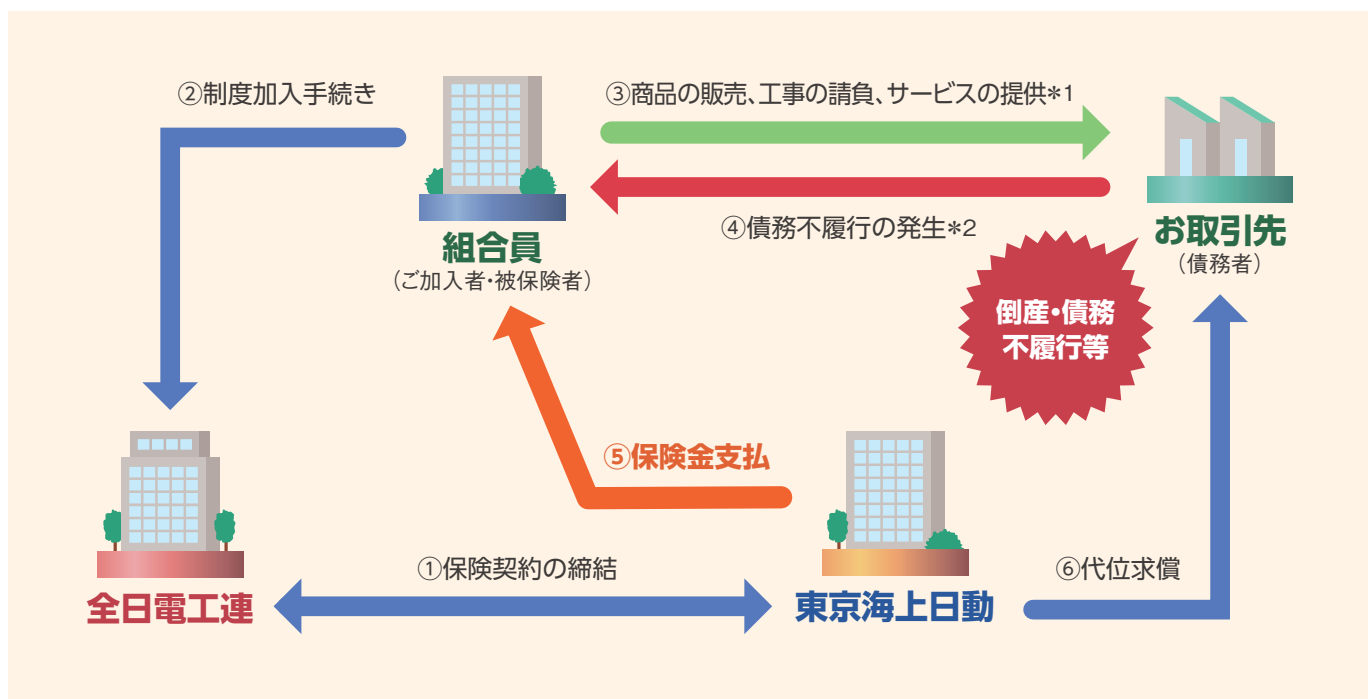 ②制度加入手続き
③商品の販売、工事の請負、サービスの提供*1
④債務不履行の発生*2
組合員
(ご加入者・被保険者)
お取引先
(債務者)
倒産・債務
不履行等
⑤保険金支払
①保険契約の締結
⑥代位求償
全日電工連
東京海上日動